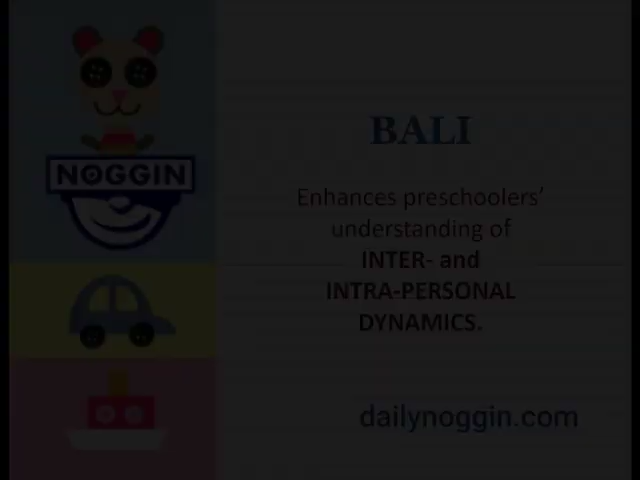 NOGGIN
BALI
Enhances preschoolers'
understanding of
INTER- and
INTRA-PERSONAL
DYNAMICS.
dailynoggin.com